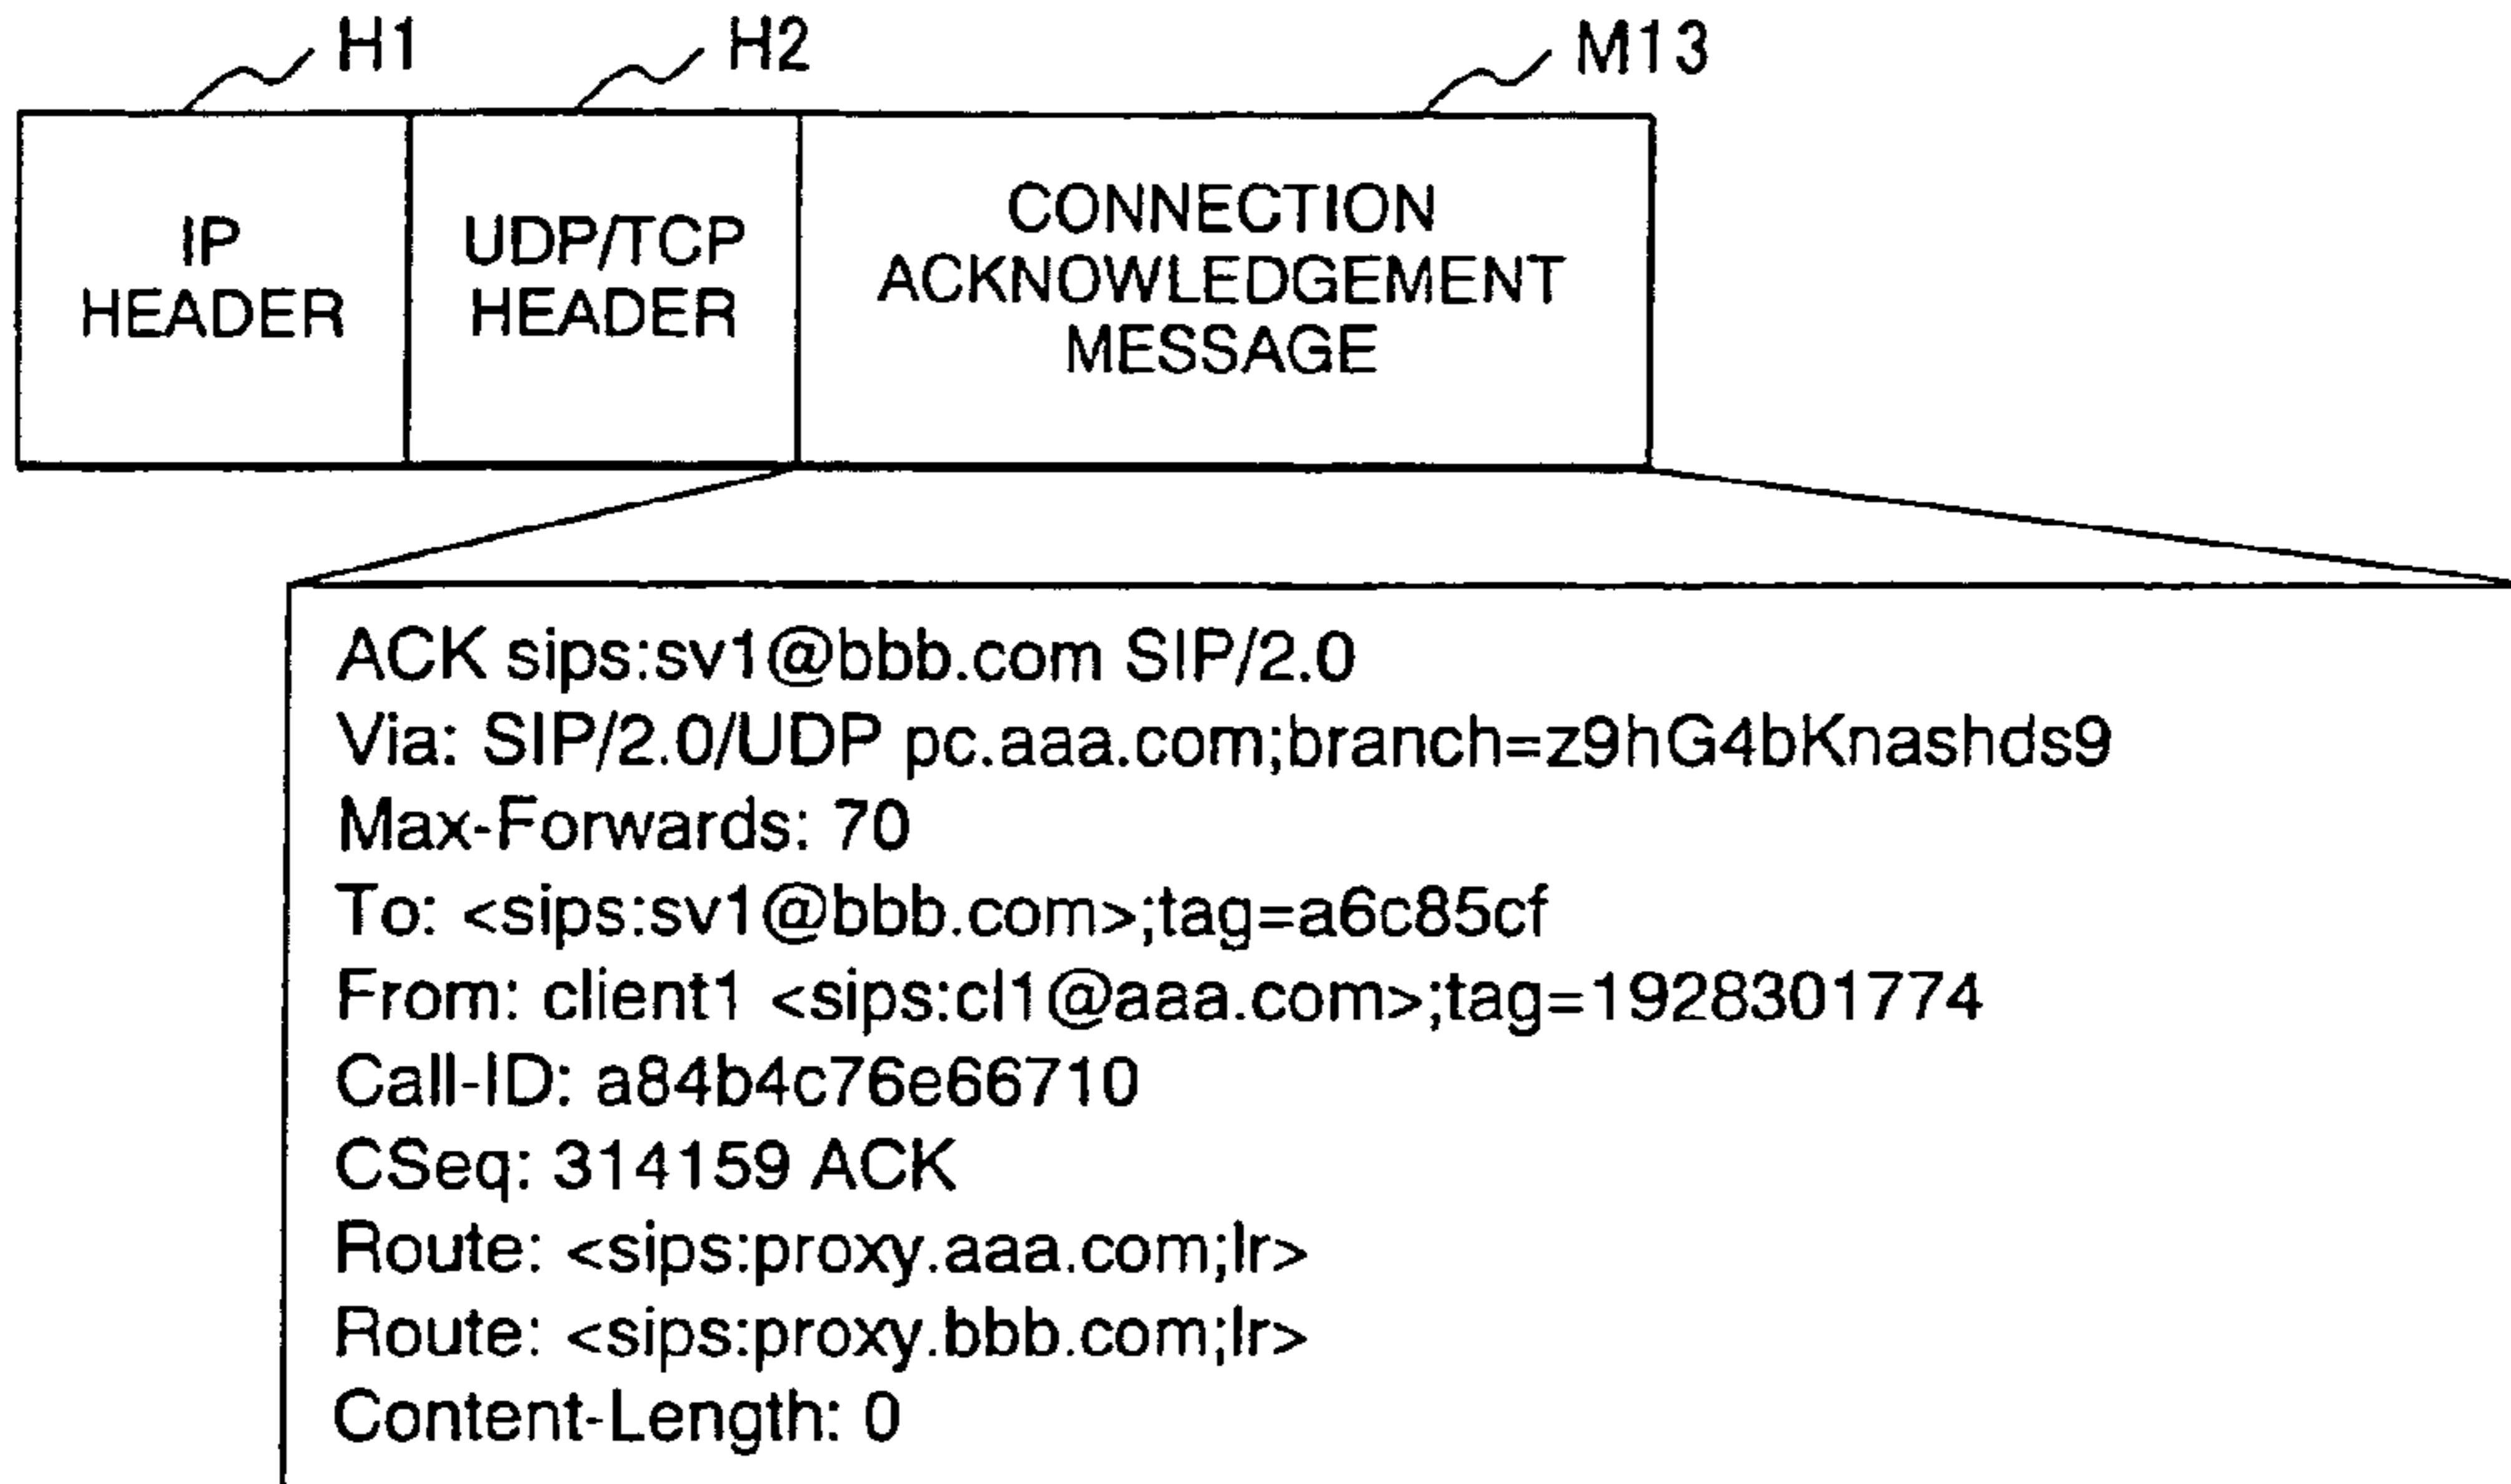 H1
H2
M13
IP
HEADER
UDP/TCP
HEADER
CONNECTION
ACKNOWLEDGEMENT
MESSAGE
ACK sips:sv1@bbb.com SIP/2.0
Via: SIP/2.0/UDP pc.aaa.com;branch=z9hG4bKnashds9
Max-Forwards: 70
To: <sips:sv1@bbb.com>;tag=a6c85cf
From: client1 <sips:cl1@aaa.com>;tag=1928301774
Call-ID: a84b4c76e66710
CSeq: 314159 ACK
Route: <sips:proxy.aaa.com;lr>
Route: <sips:proxy.bbb.com;lr>
Content-Length: 0